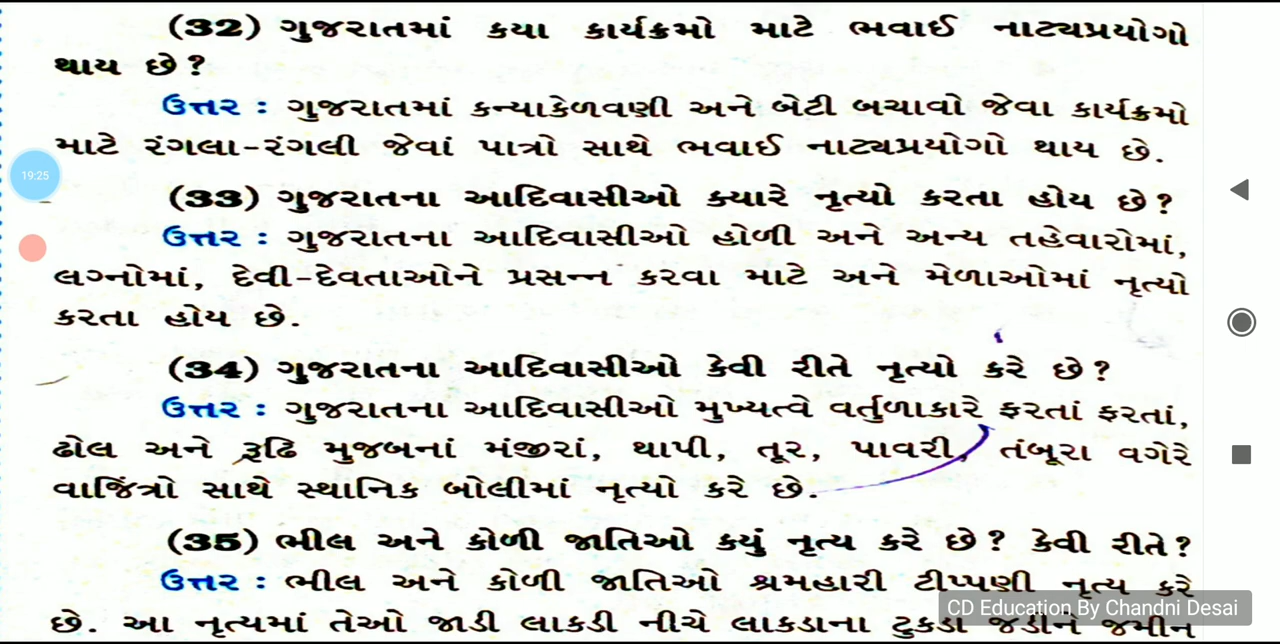 (32) ગુજરાતમાં કયા કાર્યક્રમો માટે ભવાઈ નાટ્યપ્રયોગો
થાય છે?
ઉત્તર : ગુજરાતમાં કન્યાકેળવણી અને બેટી બચાવો જેવા કાર્યક્રમો
માટે રંગલા-રંગલી જેવાં પાત્રો સાથે ભવાઈ નાટ્યપ્રયોગો થાય છે.
19:25
(33) ગુજરાતના આદિવાસીઓ ક્યારે નૃત્યો કરતા હોય છે?
ઉત્તર : ગુજરાતના આદિવાસીઓ હોળી અને અન્ય તહેવારોમાં,
લગ્નોમાં, દેવી-દેવતાઓને પ્રસન્ન કરવા માટે અને મેળાઓમાં નૃત્યો
કરતા હોય છે.
(34) ગુજરાતના આદિવાસીઓ કેવી રીતે નૃત્યો કરે છે?
ઉત્તર : ગુજરાતના આદિવાસીઓ મુખ્યત્વે વર્તુળાકારે ફરતાં ફરતાં,
ઢોલ અને રૂઢિ મુજબનાં મંજીરાં, થાપી, તૂર, પાવરી, તંબૂરા વગેરે
વાજિંત્રો સાથે સ્થાનિક બોલીમાં નૃત્યો કરે છે.
(35) ભીલ અને કોળી જાતિઓ કયું નૃત્ય કરે છે? કેવી રીતે?
ઉત્તર : ભીલ અને કોળી જાતિઓ શ્રમહારી ટીપ્પણી નૃત્ય કરે
છે. આ નૃત્યમાં તેઓ જાડી લાકડી નીચે લાકડાના ટુકડા જડીને જમીન
CD Education By Chandni Desai